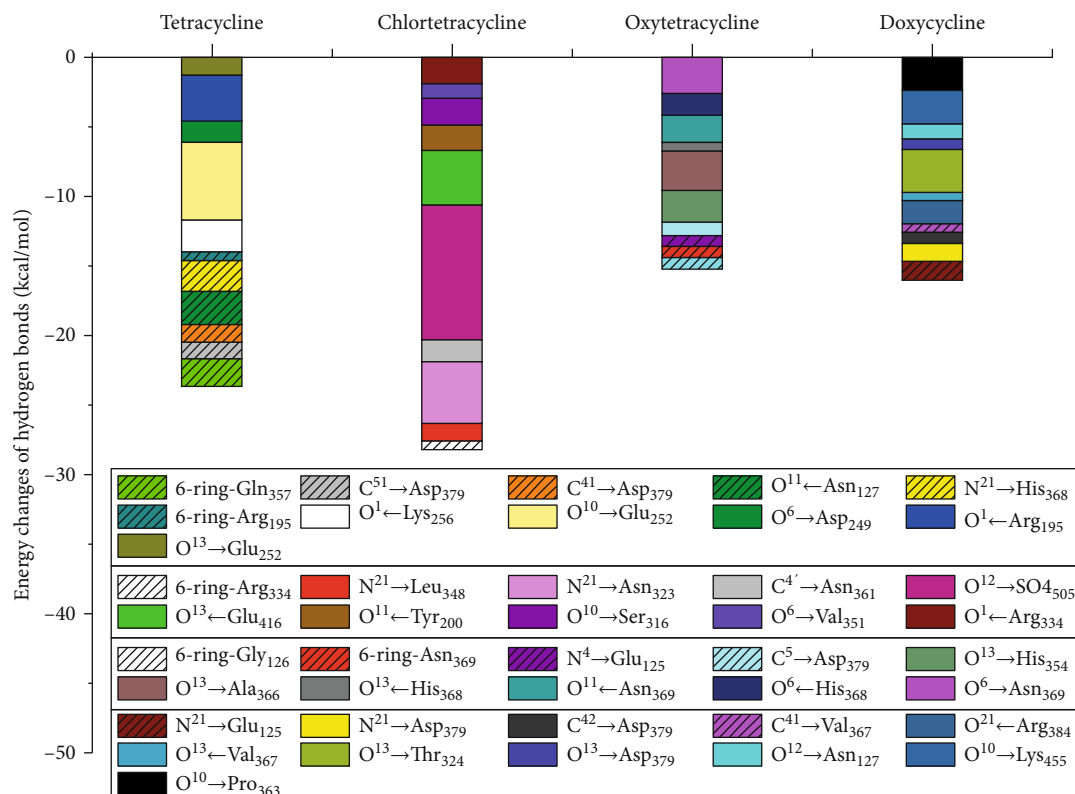 Tetracycline Chlortetracycline Oxytetracycline Doxycycline
0
−10
−20
−30
−40
−50
Energy changes of hydrogen bonds (kcal/mol)
6-ring-Gln₃₅₇ C⁵¹→Asp₃₇₉ C⁴¹→Asp₃₇₉ O¹¹←Asn₁₂₇ N²¹→His₃₆₈
6-ring-Arg₁₉₅ O¹←Lys₂₅₆ O¹⁰→Glu₂₅₂ O⁶→Asp₂₄₉ O¹←Arg₁₉₅
O¹³→Glu₂₅₂
6-ring-Arg₃₃₄ N²¹→Leu₃₄₈ N²¹→Asn₃₂₃ C⁴′→Asn₃₆₁ O¹²→SO4₅₀₅
O¹³←Glu₄₁₆ O¹¹←Tyr₂₀₀ O¹⁰→Ser₃₁₆ O⁶→Val₃₅₁ O¹←Arg₃₃₄
6-ring-Gly₁₂₆ 6-ring-Asn₃₆₉ N⁴→Glu₁₂₅ C⁵→Asp₃₇₉ O¹³→His₃₅₄
O¹³→Ala₃₆₆ O¹³←His₃₆₈ O¹¹←Asn₃₆₉ O⁶←His₃₆₈ O⁶→Asn₃₆₉
N²¹→Glu₁₂₅ N²¹→Asp₃₇₉ C⁴²→Asp₃₇₉ C⁴¹→Val₃₆₇ O²¹←Arg₃₈₄
O¹³←Val₃₆₇ O¹³→Thr₃₂₄ O¹³→Asp₃₇₉ O¹²→Asn₁₂₇ O¹⁰→Lys₄₅₅
O¹⁰→Pro₃₆₃